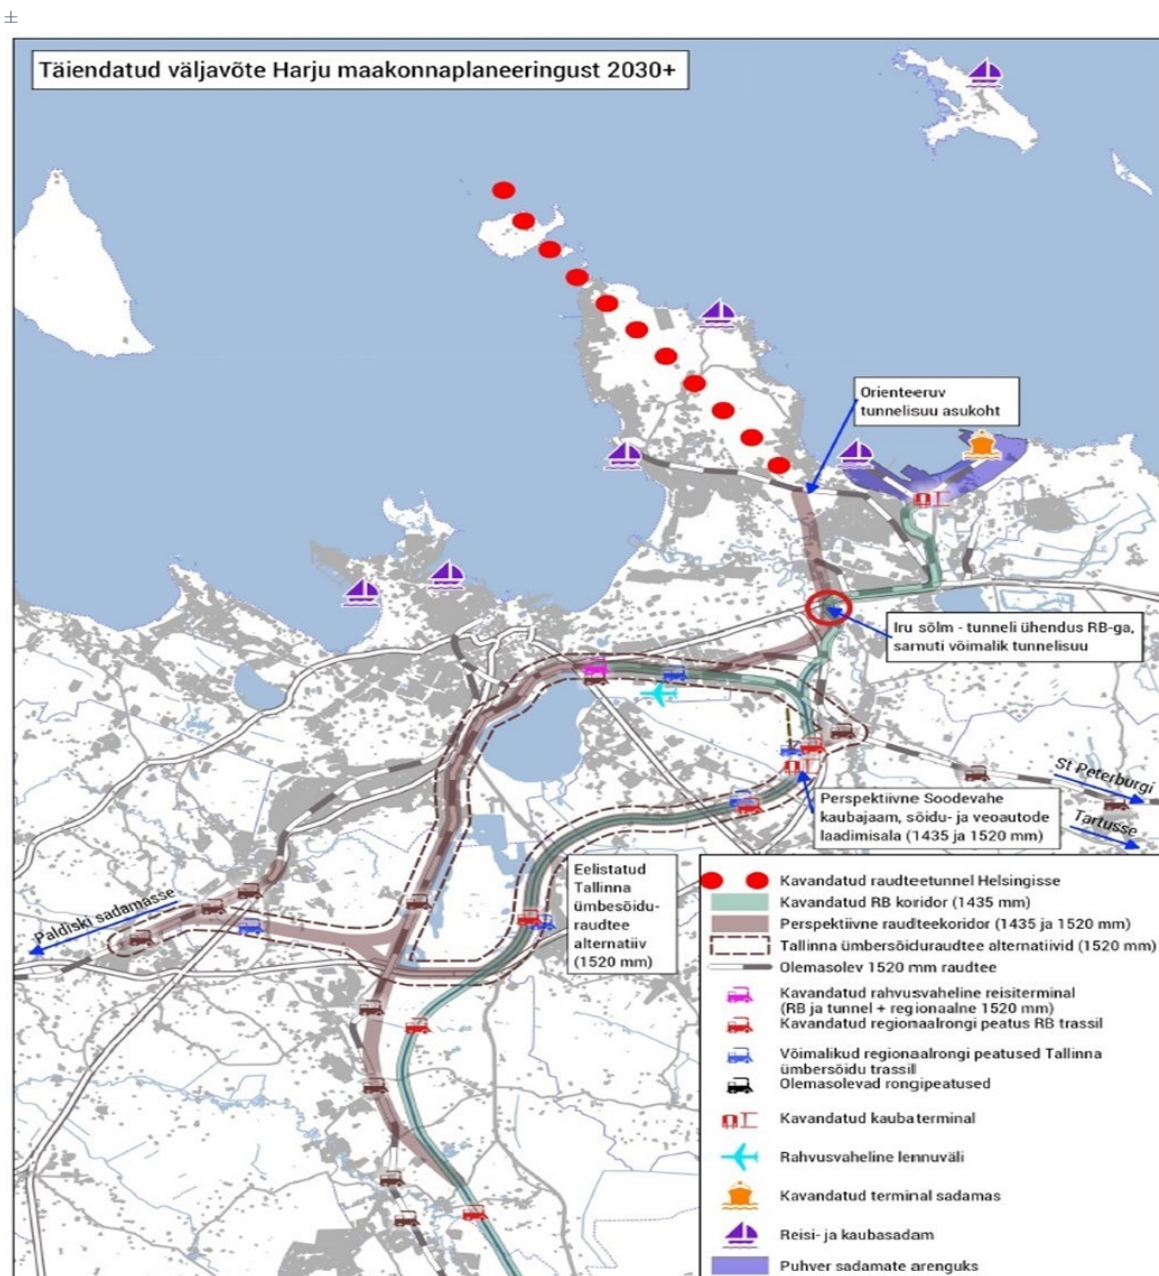 ±
Täiendatud väljavõte Harju maakonnaplaneeringust 2030+
Orienteeruv
tunnelisuu asukoht
Iru sõlm - tunneli ühendus RB-ga,
samuti võimalik tunnelisuu
St Peterburgi
Tartusse
Perspektiivne Soodevahe
kaubajaam, sõidu- ja veoautode
laadimisala (1435 ja 1520 mm)
Eelistatud
Tallinna
ümbesõidu-
raudtee
alternatiiv
(1520 mm)
Paldiski sadamasse
Kavandatud raudteetunnel Helsingisse
Kavandatud RB koridor (1435 mm)
Perspektiivne raudteekoridor (1435 ja 1520 mm)
Tallinna ümbersõiduraudtee alternatiivid (1520 mm)
Olemasolev 1520 mm raudtee
Kavandatud rahvusvaheline reisiterminal
(RB ja tunnel + regionaalne 1520 mm)
Kavandatud regionaalrongi peatus RB trassil
Võimalikud regionaalrongi peatused Tallinna
ümbersõidu trassil
Olemasolevad rongipeatused
Kavandatud kauba terminal
Rahvusvaheline lennuväli
Kavandatud terminal sadamas
Reisi- ja kaubasadam
Puhver sadamate arenguks